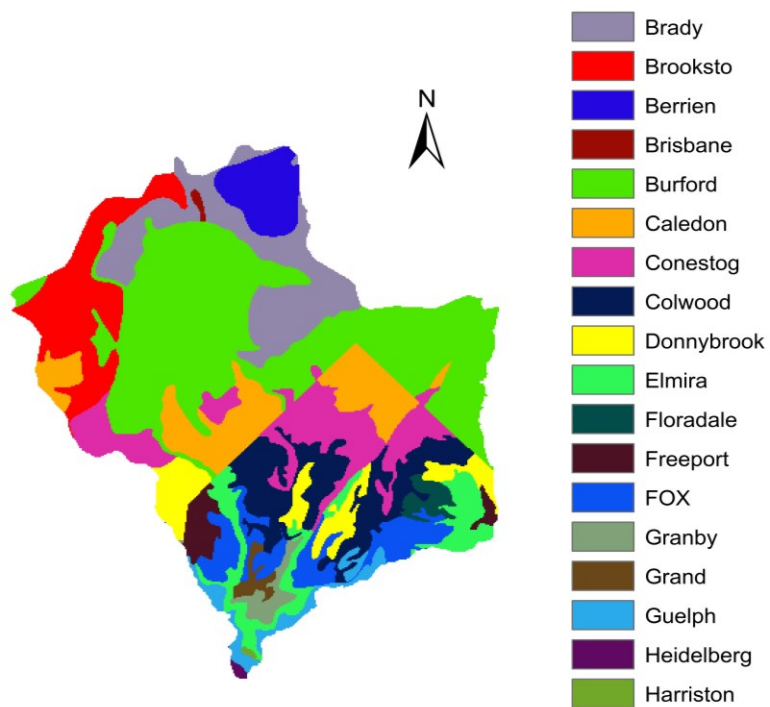 N
Brady
Brooksto
Berrien
Brisbane
Burford
Caledon
Conestog
Colwood
Donnybrook
Elmira
Floradale
Freeport
FOX
Granby
Grand
Guelph
Heidelberg
Harriston